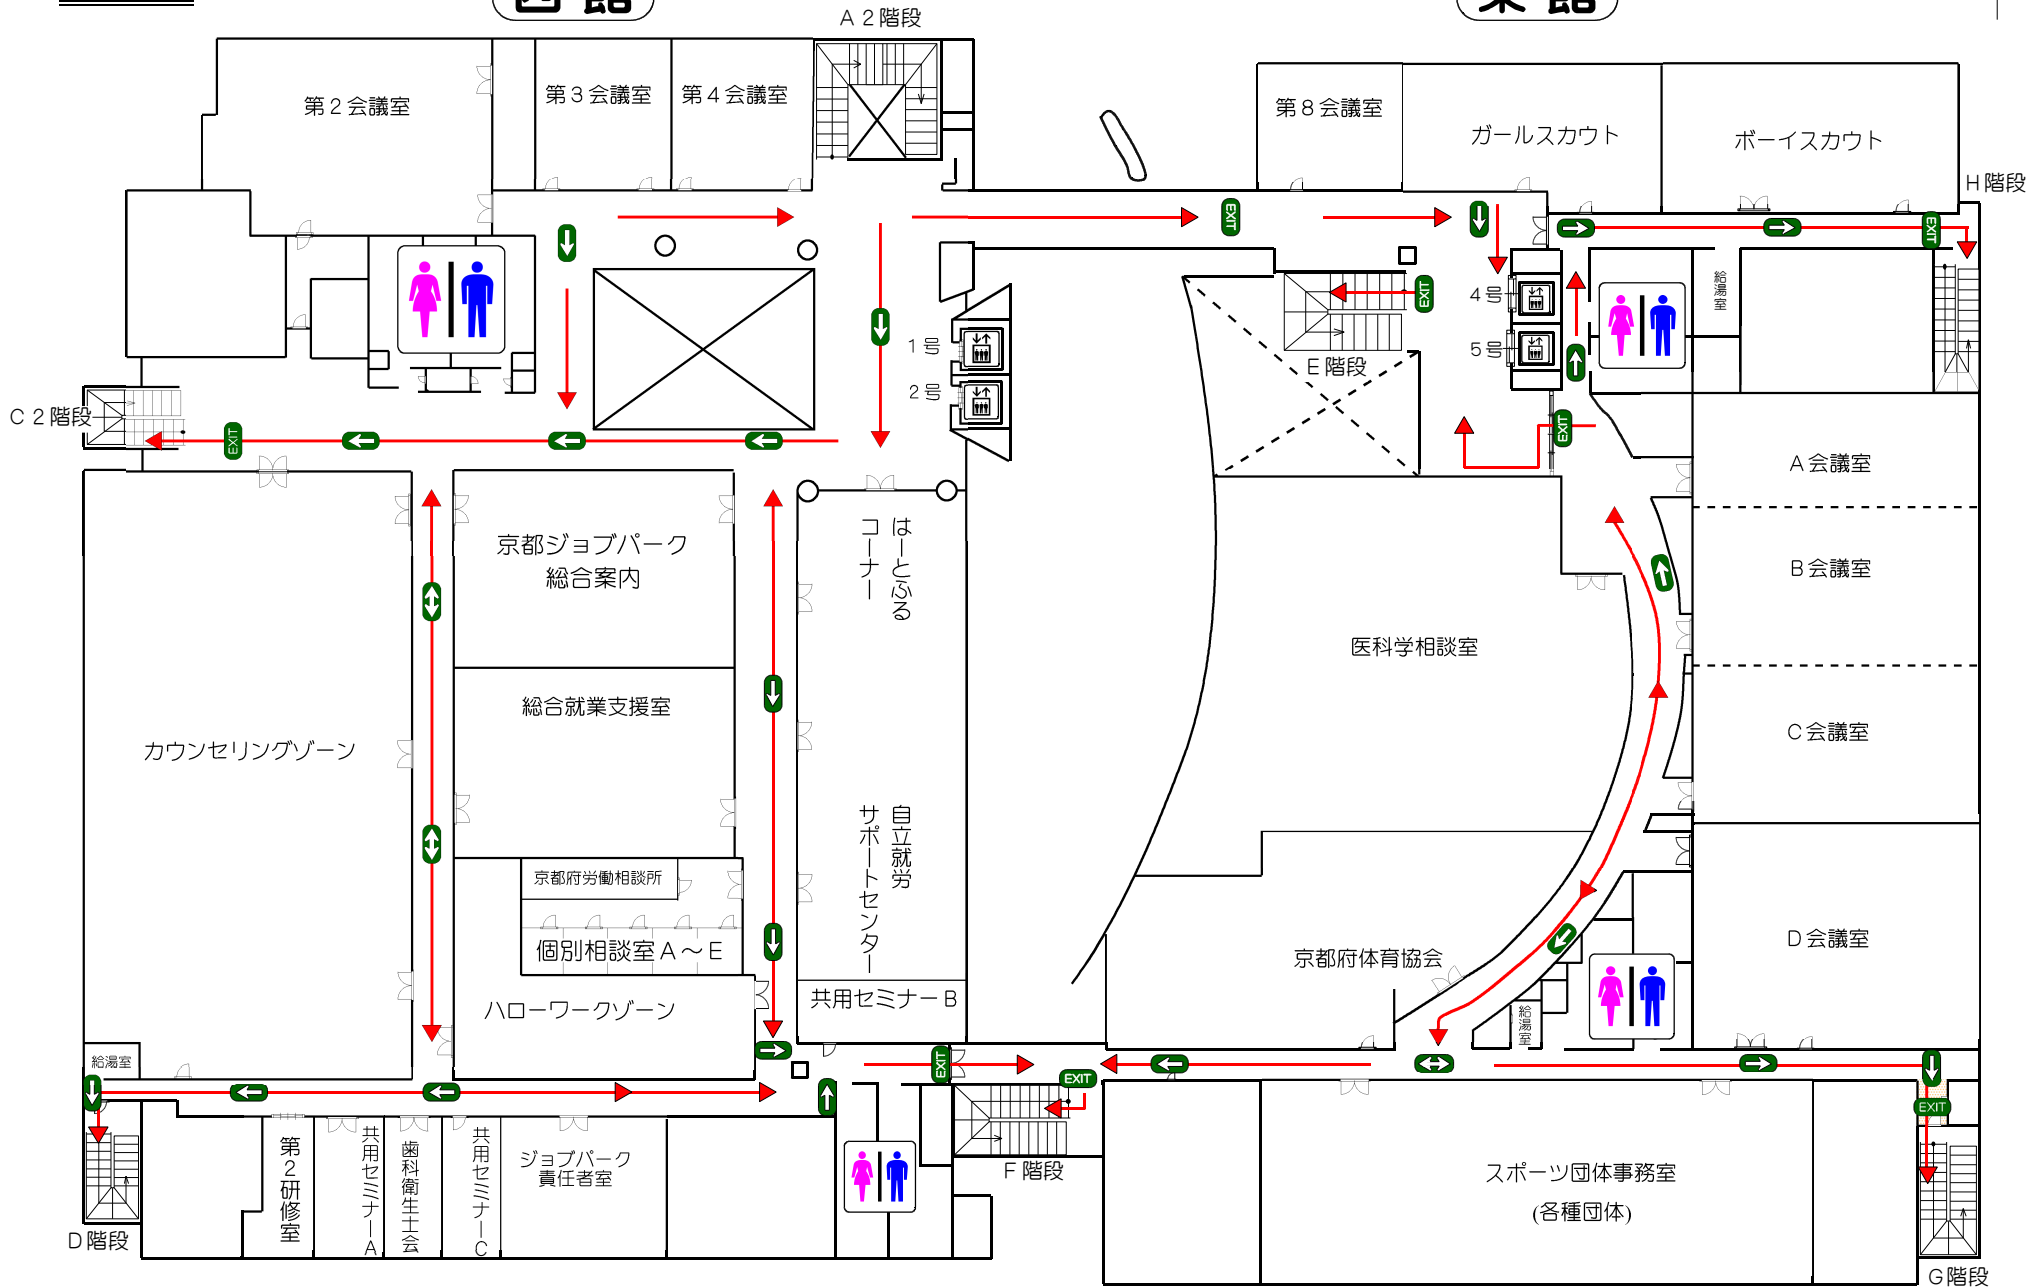 西館
東館
A2階段
第2会議室
第3会議室
第4会議室
第8会議室
ガールスカウト
ボーイスカウト
H階段
EXIT
EXIT
給湯室
4号
EXIT
1号
5号
E階段
2号
C2階段
EXIT
EXIT
A会議室
はーとふる
コーナー
京都ジョブパーク
総合案内
B会議室
医科学相談室
総合就業支援室
C会議室
カウンセリングゾーン
自立就労
サポートセンター
京都府労働相談所
個別相談室A～E
京都府体育協会
D会議室
共用セミナーB
ハローワークゾーン
給湯室
給湯室
EXIT
EXIT
EXIT
第2研修室
共用セミナーA
歯科衛生士会
共用セミナーC
ジョブパーク
責任者室
F階段
スポーツ団体事務室
(各種団体)
D階段
G階段